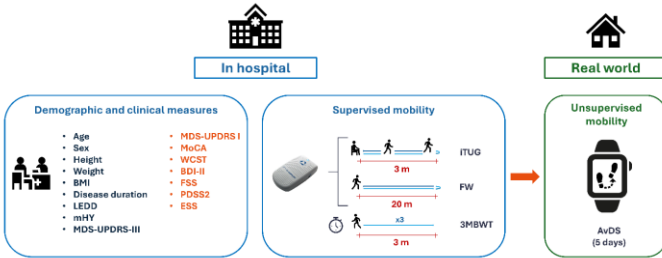 In hospital
Real world
Demographic and clinical measures
• Age
• Sex
• Height
• Weight
• BMI
• Disease duration
• LEDD
• mHY
• MDS-UPDRS-III
• MDS-UPDRS I
• MoCA
• WCST
• BDI-II
• FSS
• PDSS2
• ESS
Supervised mobility
3 m
iTUG
20 m
FW
x3
3 m
3MBWT
Unsupervised
mobility
AvDS
(5 days)